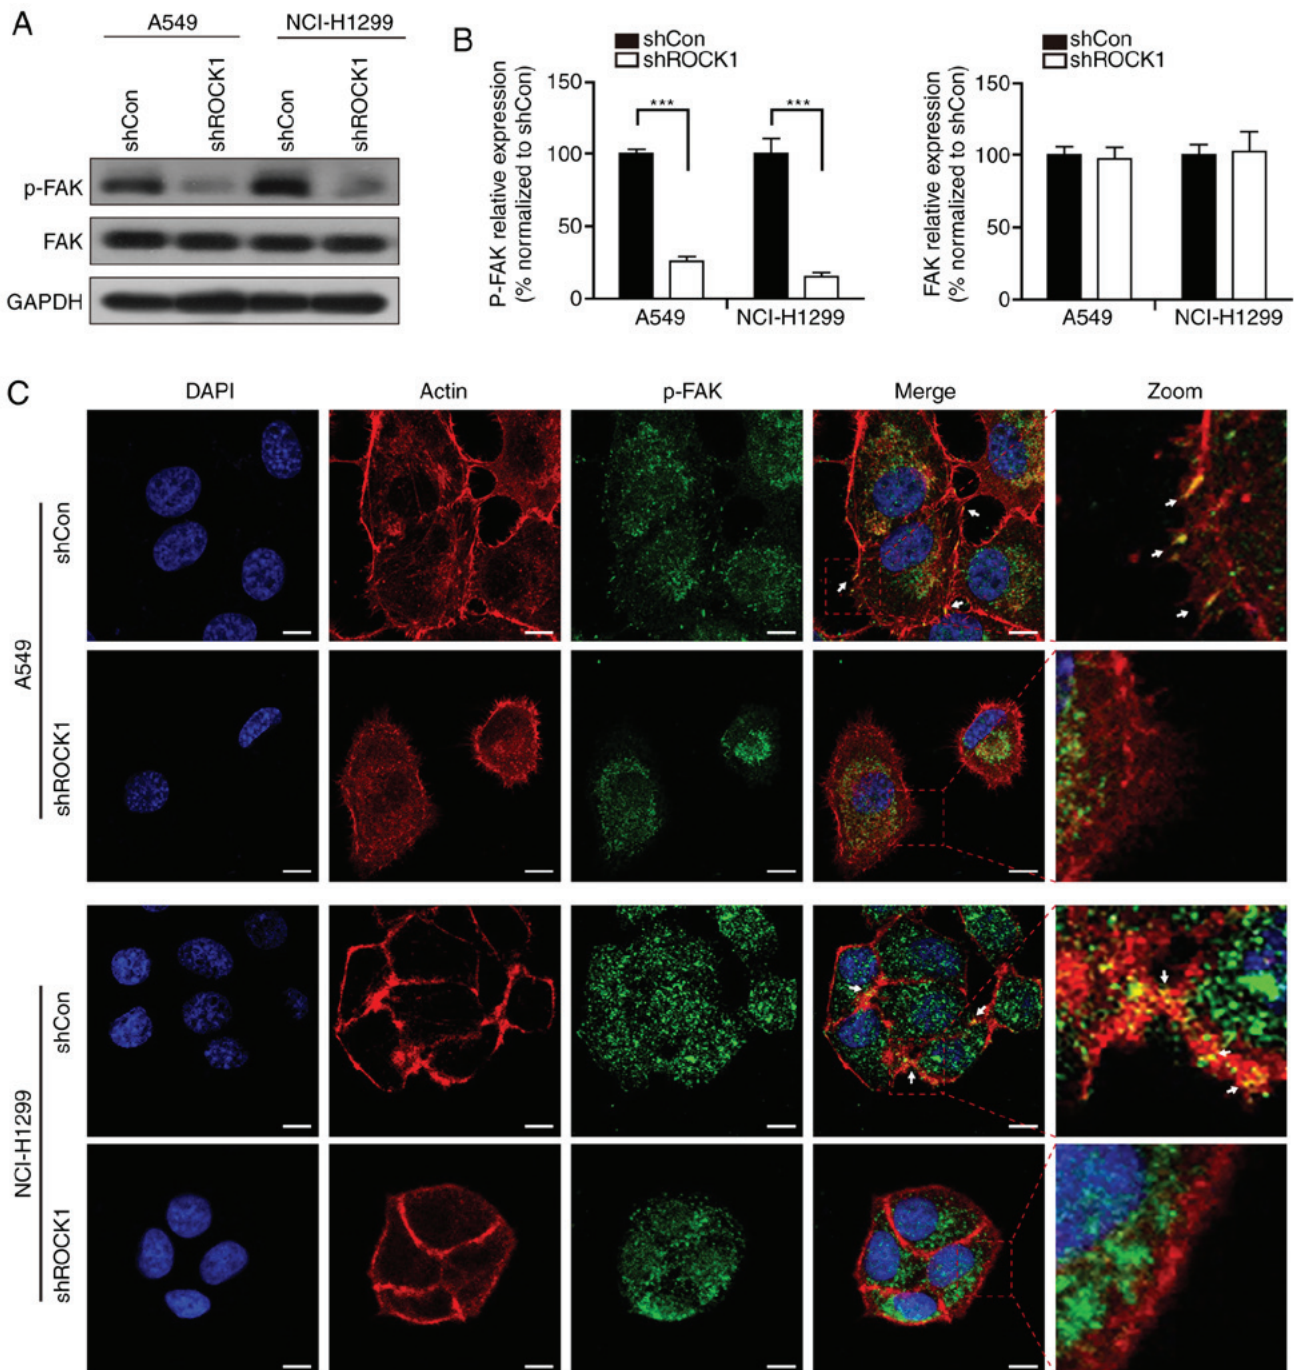 A
A549
NCI-H1299
shCon
shROCK1
shCon
shROCK1
p-FAK
FAK
GAPDH
B
shCon
shROCK1
P-FAK relative expression
(% normalized to shCon)
150
100
50
0
***
***
A549
NCI-H1299
shCon
shROCK1
FAK relative expression
(% normalized to shCon)
150
100
50
0
A549
NCI-H1299
C
DAPI
Actin
p-FAK
Merge
Zoom
A549
shCon
shROCK1
NCI-H1299
shCon
shROCK1